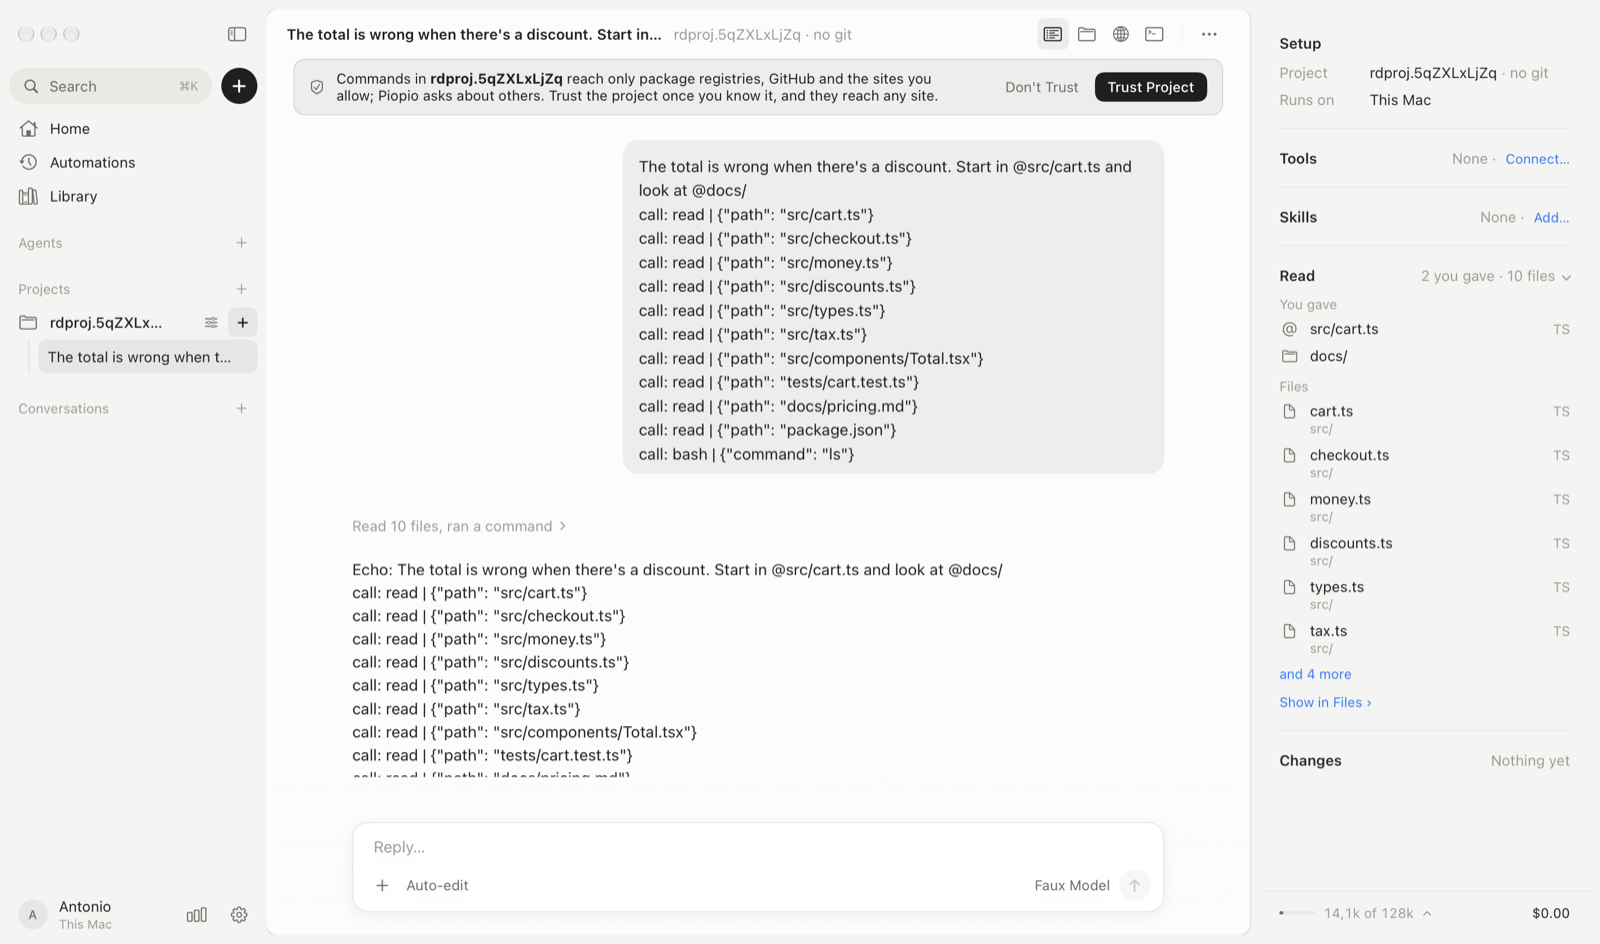 Search ⌘K
Home
Automations
Library
Agents
Projects
rdproj.5qZXLx...
The total is wrong when t...
Conversations
A
Antonio
This Mac
The total is wrong when there's a discount. Start in... rdproj.5qZXLxLjZq · no git
Commands in rdproj.5qZXLxLjZq reach only package registries, GitHub and the sites you
allow; Piopio asks about others. Trust the project once you know it, and they reach any site.
Don't Trust
Trust Project
The total is wrong when there's a discount. Start in @src/cart.ts and
look at @docs/
call: read | {"path": "src/cart.ts"}
call: read | {"path": "src/checkout.ts"}
call: read | {"path": "src/money.ts"}
call: read | {"path": "src/discounts.ts"}
call: read | {"path": "src/types.ts"}
call: read | {"path": "src/tax.ts"}
call: read | {"path": "src/components/Total.tsx"}
call: read | {"path": "tests/cart.test.ts"}
call: read | {"path": "docs/pricing.md"}
call: read | {"path": "package.json"}
call: bash | {"command": "ls"}
Read 10 files, ran a command
Echo: The total is wrong when there's a discount. Start in @src/cart.ts and look at @docs/
call: read | {"path": "src/cart.ts"}
call: read | {"path": "src/checkout.ts"}
call: read | {"path": "src/money.ts"}
call: read | {"path": "src/discounts.ts"}
call: read | {"path": "src/types.ts"}
call: read | {"path": "src/tax.ts"}
call: read | {"path": "src/components/Total.tsx"}
call: read | {"path": "tests/cart.test.ts"}
call: read | {"path": "docs/pricing.md"}
Reply...
Auto-edit
Faux Model
Setup
Project rdproj.5qZXLxLjZq · no git
Runs on This Mac
Tools None · Connect...
Skills None · Add...
Read 2 you gave · 10 files
You gave
@ src/cart.ts TS
docs/
Files
cart.ts TS
src/
checkout.ts TS
src/
money.ts TS
src/
discounts.ts TS
src/
types.ts TS
src/
tax.ts TS
src/
and 4 more
Show in Files ›
Changes Nothing yet
14,1k of 128k $0.00